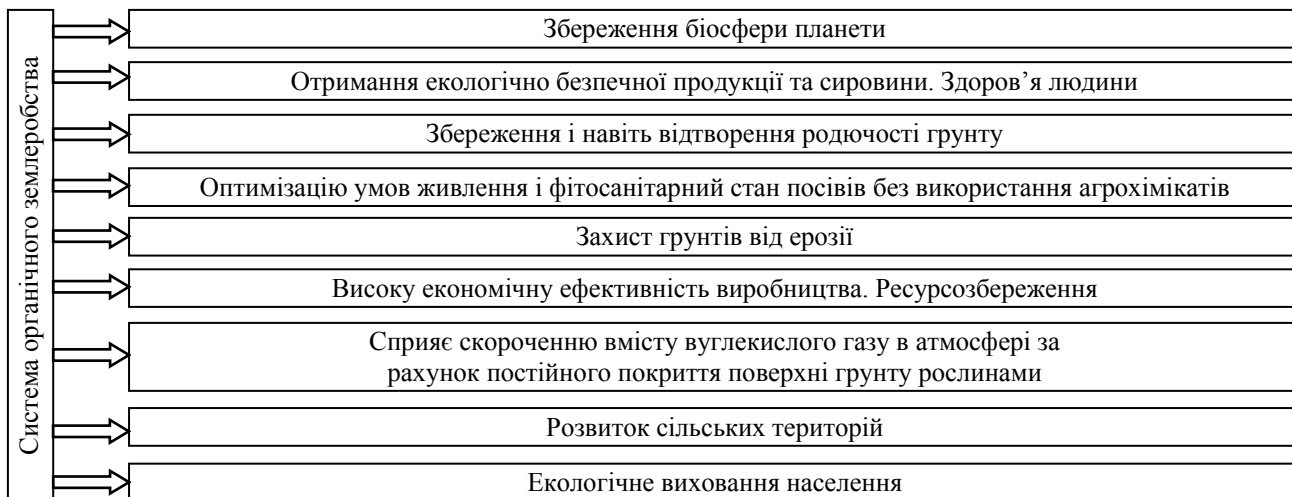 Система органічного землеробства
Збереження біосфери планети
Отримання екологічно безпечної продукції та сировини. Здоров’я людини
Збереження і навіть відтворення родючості грунту
Оптимізацію умов живлення і фітосанітарний стан посівів без використання агрохімікатів
Захист грунтів від ерозії
Високу економічну ефективність виробництва. Ресурсозбереження
Сприяє скороченню вмісту вуглекислого газу в атмосфері за
рахунок постійного покриття поверхні грунту рослинами
Розвиток сільських територій
Екологічне виховання населення